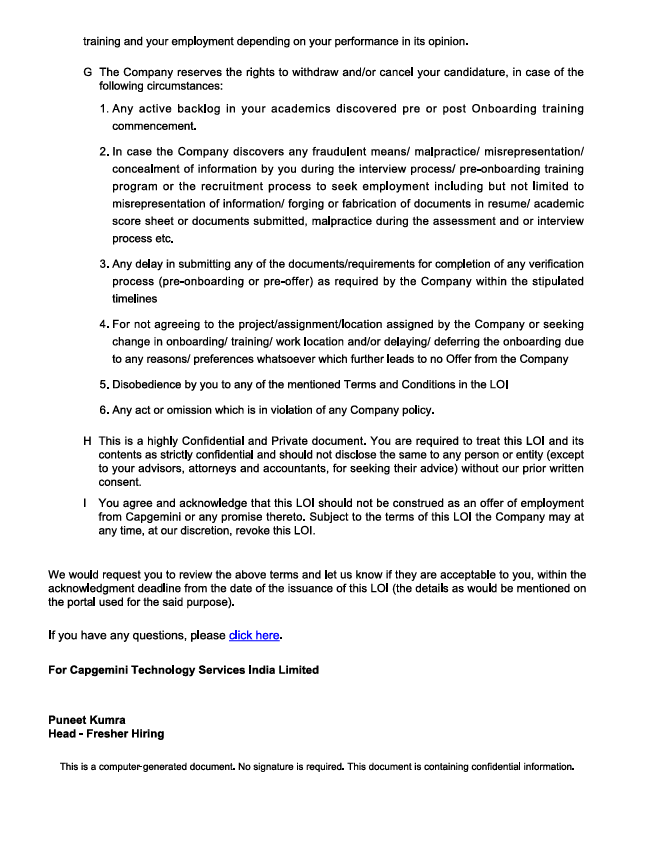 training and your employment depending on your performance in its opinion.
G The Company reserves the rights to withdraw and/or cancel your candidature, in case of the
following circumstances:
1. Any active backlog in your academics discovered pre or post Onboarding training
commencement.
2. In case the Company discovers any fraudulent means/ malpractice/ misrepresentation/
concealment of information by you during the interview process/ pre-onboarding training
program or the recruitment process to seek employment including but not limited to
misrepresentation of information/ forging or fabrication of documents in resume/ academic
score sheet or documents submitted, malpractice during the assessment and or interview
process etc.
3. Any delay in submitting any of the documents/requirements for completion of any verification
process (pre-onboarding or pre-offer) as required by the Company within the stipulated
timelines
4. For not agreeing to the project/assignment/location assigned by the Company or seeking
change in onboarding/ training/ work location and/or delaying/ deferring the onboarding due
to any reasons/ preferences whatsoever which further leads to no Offer from the Company
5. Disobedience by you to any of the mentioned Terms and Conditions in the LOI
6. Any act or omission which is in violation of any Company policy.
H This is a highly Confidential and Private document. You are required to treat this LOI and its
contents as strictly confidential and should not disclose the same to any person or entity (except
to your advisors, attorneys and accountants, for seeking their advice) without our prior written
consent.
I You agree and acknowledge that this LOI should not be construed as an offer of employment
from Capgemini or any promise thereto. Subject to the terms of this LOI the Company may at
any time, at our discretion, revoke this LOI.
We would request you to review the above terms and let us know if they are acceptable to you, within the
acknowledgment deadline from the date of the issuance of this LOI (the details as would be mentioned on
the portal used for the said purpose).
If you have any questions, please click here.
For Capgemini Technology Services India Limited
Puneet Kumra
Head - Fresher Hiring
This is a computer-generated document. No signature is required. This document is containing confidential information.